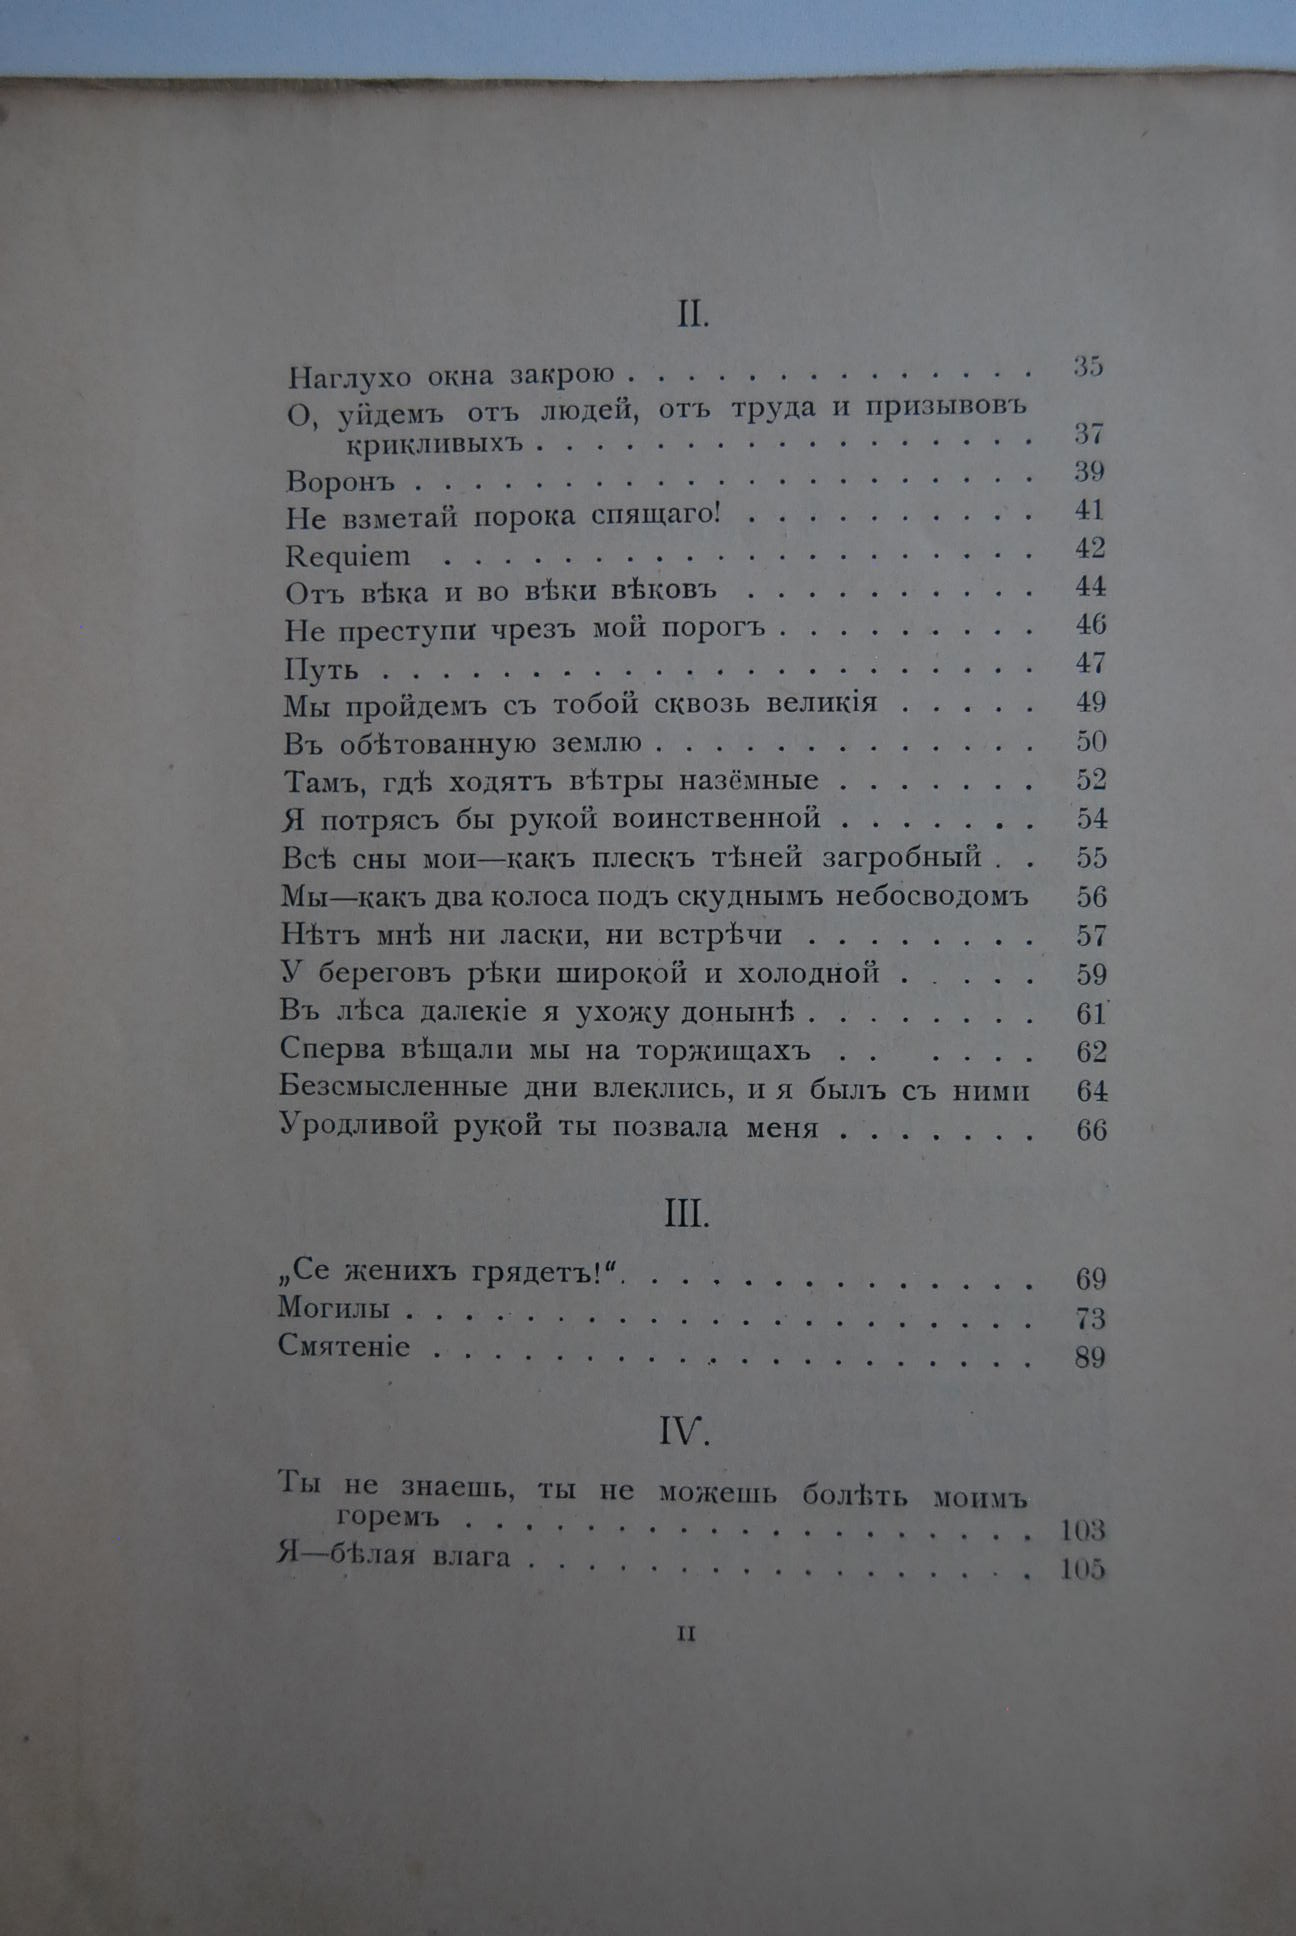 II.
Наглухо окна закрою . . . . . . . . . . . . . . 35
О, уйдемъ отъ людей, отъ труда и призывовъ
крикливыхъ . . . . . . . . . . . . . . . . . 37
Воронъ . . . . . . . . . . . . . . . . . . . . . 39
Не взметай порока спящаго! . . . . . . . . . . 41
Requiem . . . . . . . . . . . . . . . . . . . . 42
Отъ вѣка и во вѣки вѣковъ . . . . . . . . . . 44
Не преступи чрезъ мой порогъ . . . . . . . . . 46
Путь . . . . . . . . . . . . . . . . . . . . . . 47
Мы пройдемъ съ тобой сквозь великія . . . . . 49
Въ обѣтованную землю . . . . . . . . . . . . . 50
Тамъ, гдѣ ходятъ вѣтры назёмные . . . . . . . 52
Я потрясъ бы рукой воинственной . . . . . . . 54
Всѣ сны мои—какъ плескъ тѣней загробный . . 55
Мы—какъ два колоса подъ скуднымъ небосводомъ 56
Нѣтъ мнѣ ни ласки, ни встрѣчи . . . . . . . . 57
У береговъ рѣки широкой и холодной . . . . . 59
Въ лѣса далекіе я ухожу донынѣ . . . . . . . . 61
Сперва вѣщали мы на торжищахъ . . . . . . 62
Безсмысленные дни влеклись, и я былъ съ ними 64
Уродливой рукой ты позвала меня . . . . . . . 66
III.
„Се женихъ грядетъ!“ . . . . . . . . . . . . . . 69
Могилы . . . . . . . . . . . . . . . . . . . . . 73
Смятеніе . . . . . . . . . . . . . . . . . . . . 89
IV.
Ты не знаешь, ты не можешь болѣть моимъ
горемъ . . . . . . . . . . . . . . . . . . . 103
Я—бѣлая влага . . . . . . . . . . . . . . . . . 105
II